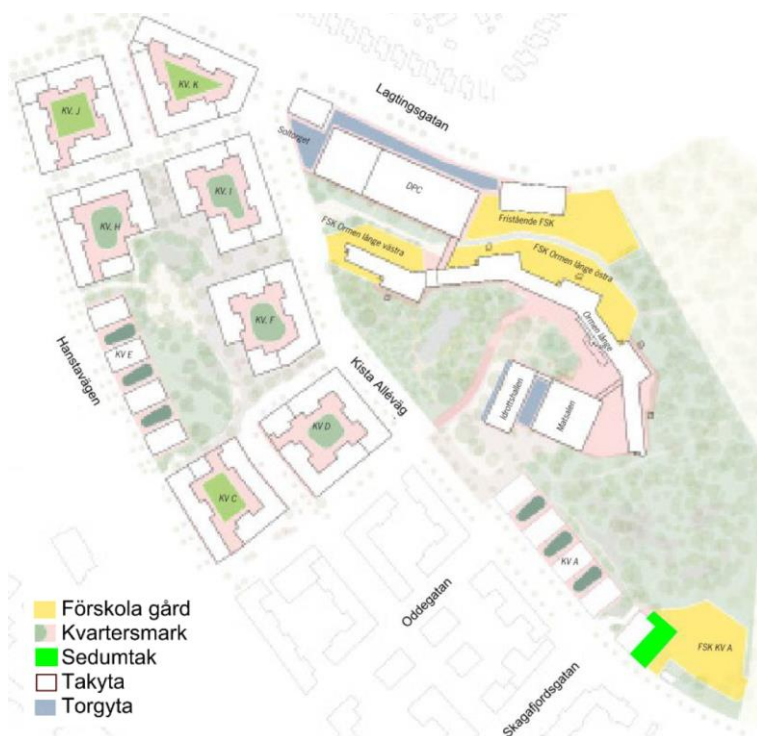 KV. K
KV. J
Lagtingsgatan
Soltorget
DPC
KV. I
Fristående FSK
KV. H
FSK Ormen länge västra
FSK Ormen länge östra
KV. F
Ormen länge
Hanstavägen
KV E
Kista Alléväg
Idrottshallen
Matsalen
KV D
KV C
KV A
Oddegatan
FSK KV A
Skagafjordsgatan
Förskola gård
Kvartersmark
Sedumtak
Takyta
Torgyta